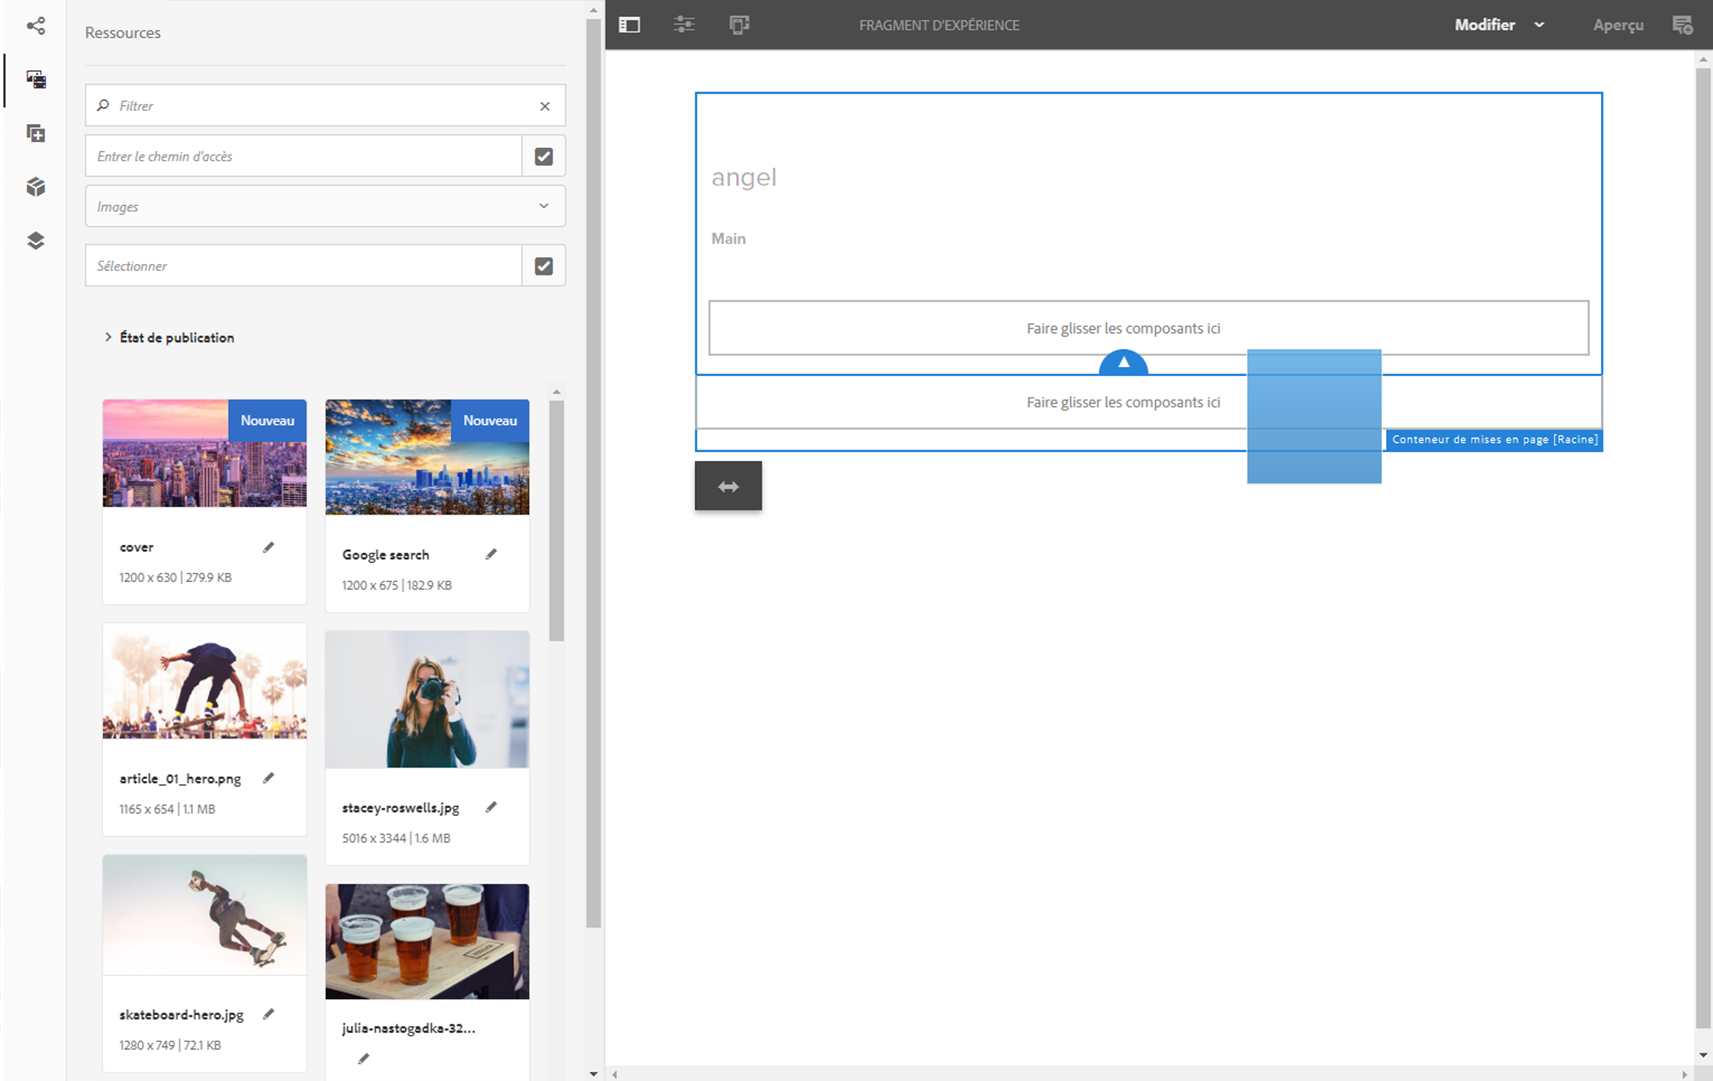 Ressources
Filtrer
Entrer le chemin d'accès
Images
Sélectionner
État de publication
Nouveau
cover
1200 x 630 | 279.9 KB
Nouveau
Google search
1200 x 675 | 182.9 KB
article_01_hero.png
1165 x 654 | 1.1 MB
stacey-roswells.jpg
5016 x 3344 | 1.6 MB
skateboard-hero.jpg
1280 x 749 | 72.1 KB
julia-nastogadka-32...
FRAGMENT D'EXPÉRIENCE
Modifier
Aperçu
angel
Main
Faire glisser les composants ici
Faire glisser les composants ici
Conteneur de mises en page [Racine]